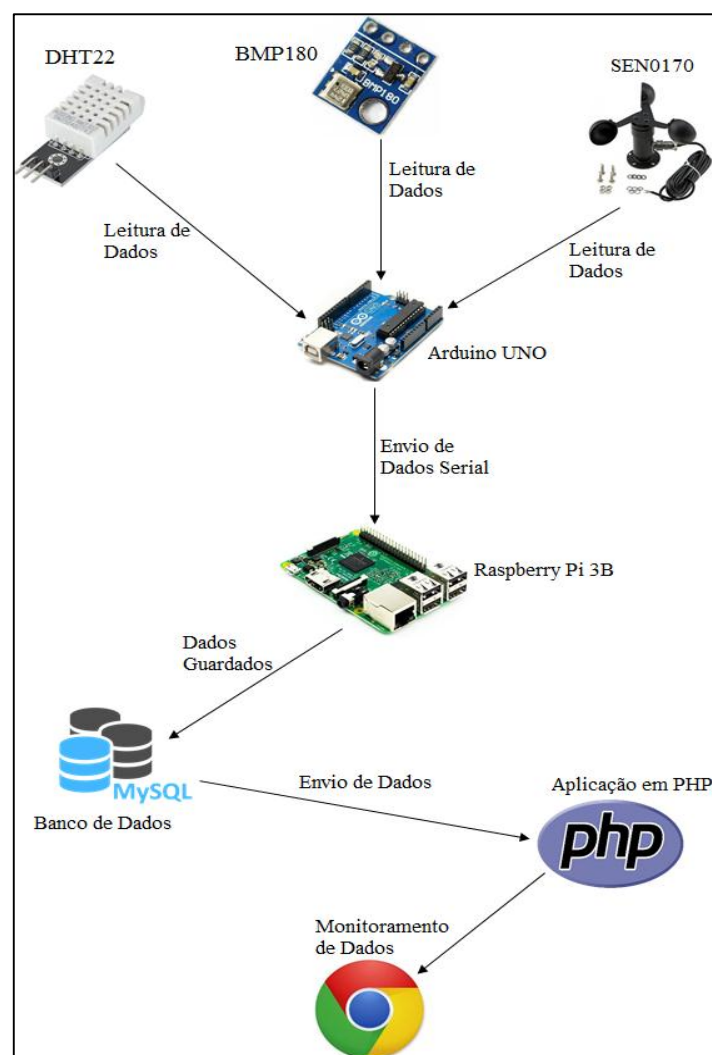 DHT22
BMP180
SEN0170
BMP180
Leitura de
Dados
Leitura de
Dados
Leitura de
Dados
Arduino UNO
Envio de
Dados Serial
Raspberry Pi 3B
Dados
Guardados
MySQL
Banco de Dados
Envio de Dados
Aplicação em PHP
php
Monitoramento
de Dados